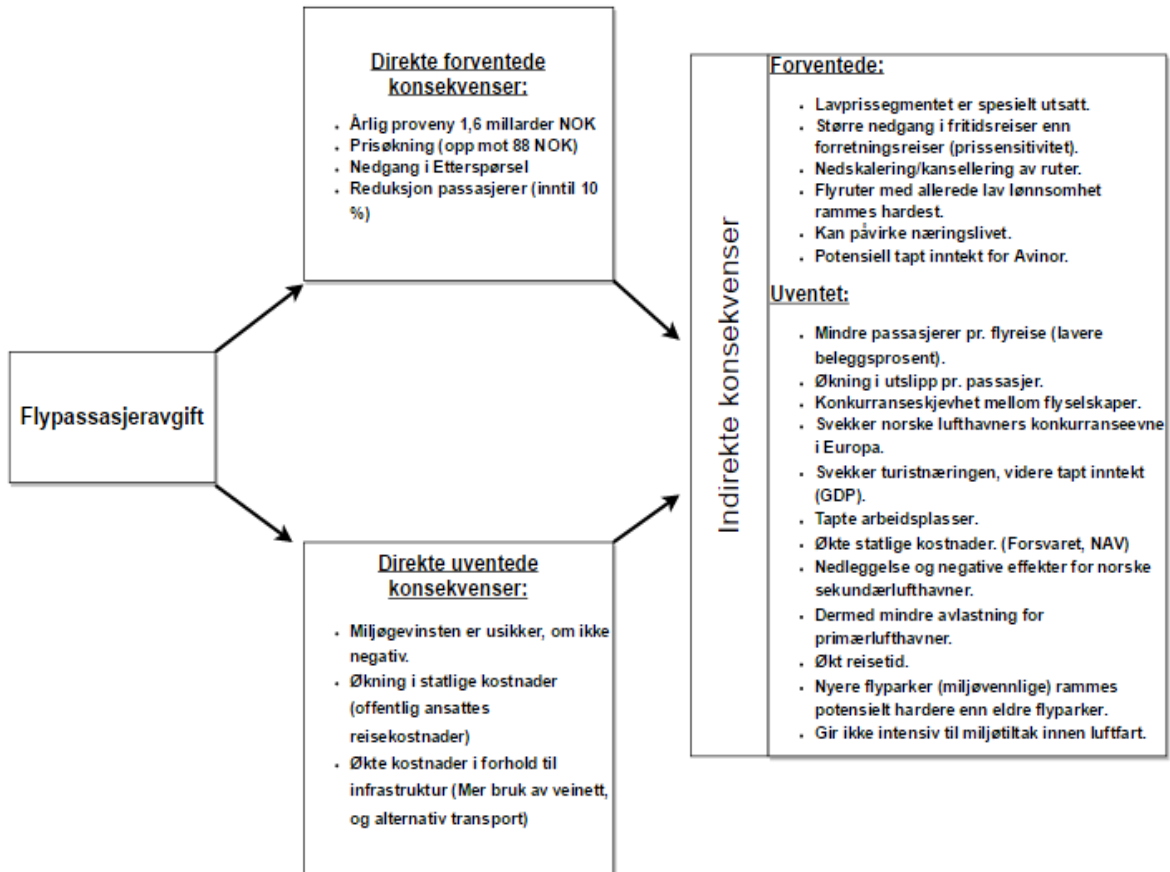 Flypassasjeravgift
Direkte forventede
konsekvenser:
• Årlig proveny 1,6 millarder NOK
• Prisøkning (opp mot 88 NOK)
• Nedgang i Etterspørsel
• Reduksjon passasjerer (inntil 10
%)
Direkte uventede
konsekvenser:
• Miljøgevinsten er usikker, om ikke
negativ.
• Økning i statlige kostnader
(offentlig ansattes
reisekostnader)
• Økte kostnader i forhold til
infrastruktur (Mer bruk av veinett,
og alternativ transport)
Indirekte konsekvenser
Forventede:
• Lavprissegmentet er spesielt utsatt.
• Større nedgang i fritidsreiser enn
forretningsreiser (prissensitivitet).
• Nedskalering/kansellering av ruter.
• Flyruter med allerede lav lønnsomhet
rammes hardest.
• Kan påvirke næringslivet.
• Potensiell tapt inntekt for Avinor.
Uventet:
• Mindre passasjerer pr. flyreise (lavere
beleggsprosent).
• Økning i utslipp pr. passasjer.
• Konkurranseskjevhet mellom flyselskaper.
• Svekker norske lufthavners konkurranseevne
i Europa.
• Svekker turistnæringen, videre tapt inntekt
(GDP).
• Tapte arbeidsplasser.
• Økte statlige kostnader. (Forsvaret, NAV)
• Nedleggelse og negative effekter for norske
sekundærlufthavner.
• Dermed mindre avlastning for
primærlufthavner.
• Økt reisetid.
• Nyere flyparker (miljøvennlige) rammes
potensielt hardere enn eldre flyparker.
• Gir ikke intensiv til miljøtiltak innen luftfart.